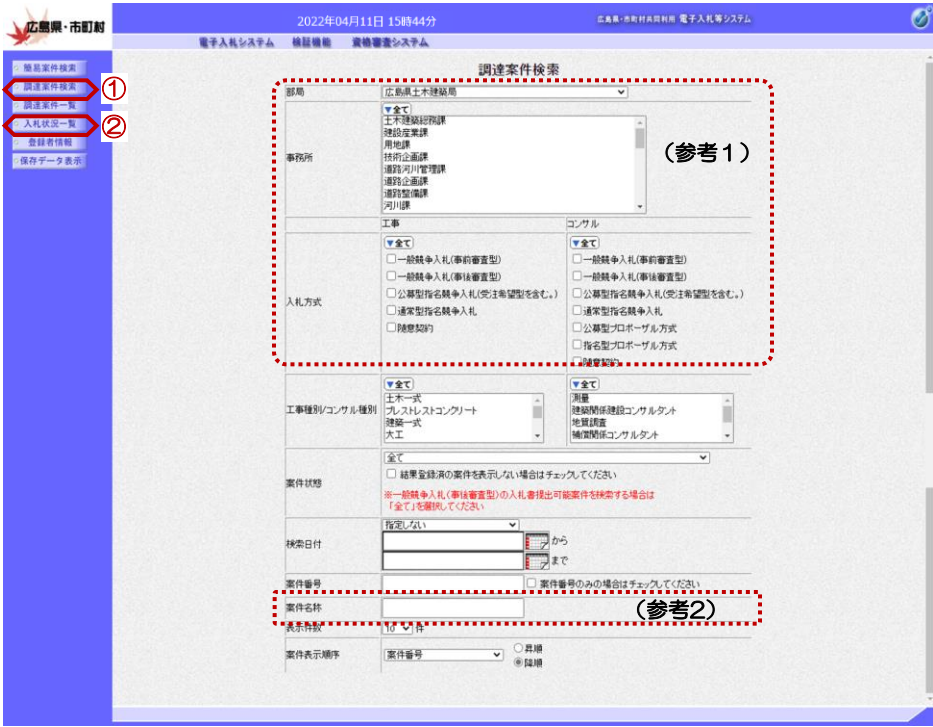 広島県・市町村
2022年04月11日 15時44分
広島県・市町村共同利用 電子入札等システム
電子入札システム 検証機能 資格審査システム
簡易案件検索
調達案件検索
①
調達案件一覧
入札状況一覧
②
登録者情報
保存データ表示
調達案件検索
部局
広島県土木建築局
事務所
▼全て
土木建築総務課
建設産業課
用地課
技術企画課
道路河川管理課
道路企画課
道路整備課
河川課
（参考１）
入札方式
工事
▼全て
一般競争入札(事前審査型)
一般競争入札(事後審査型)
公募型指名競争入札(受注希望型を含む。)
通常型指名競争入札
随意契約
コンサル
▼全て
一般競争入札(事前審査型)
一般競争入札(事後審査型)
公募型指名競争入札(受注希望型を含む。)
通常型指名競争入札
公募型プロポーザル方式
指名型プロポーザル方式
随意契約
工事種別/コンサル種別
▼全て
土木一式
プレストレストコンクリート
建築一式
大工
▼全て
測量
建築関係建設コンサルタント
地質調査
補償関係コンサルタント
案件状態
全て
結果登録済の案件を表示しない場合はチェックしてください
※一般競争入札(事後審査型)の入札書提出可能案件を検索する場合は
「全て」を選択してください
検索日付
指定しない
から
まで
案件番号
案件番号のみの場合はチェックしてください
案件名称
（参考2）
表示件数
10 件
案件表示順序
案件番号
昇順
降順